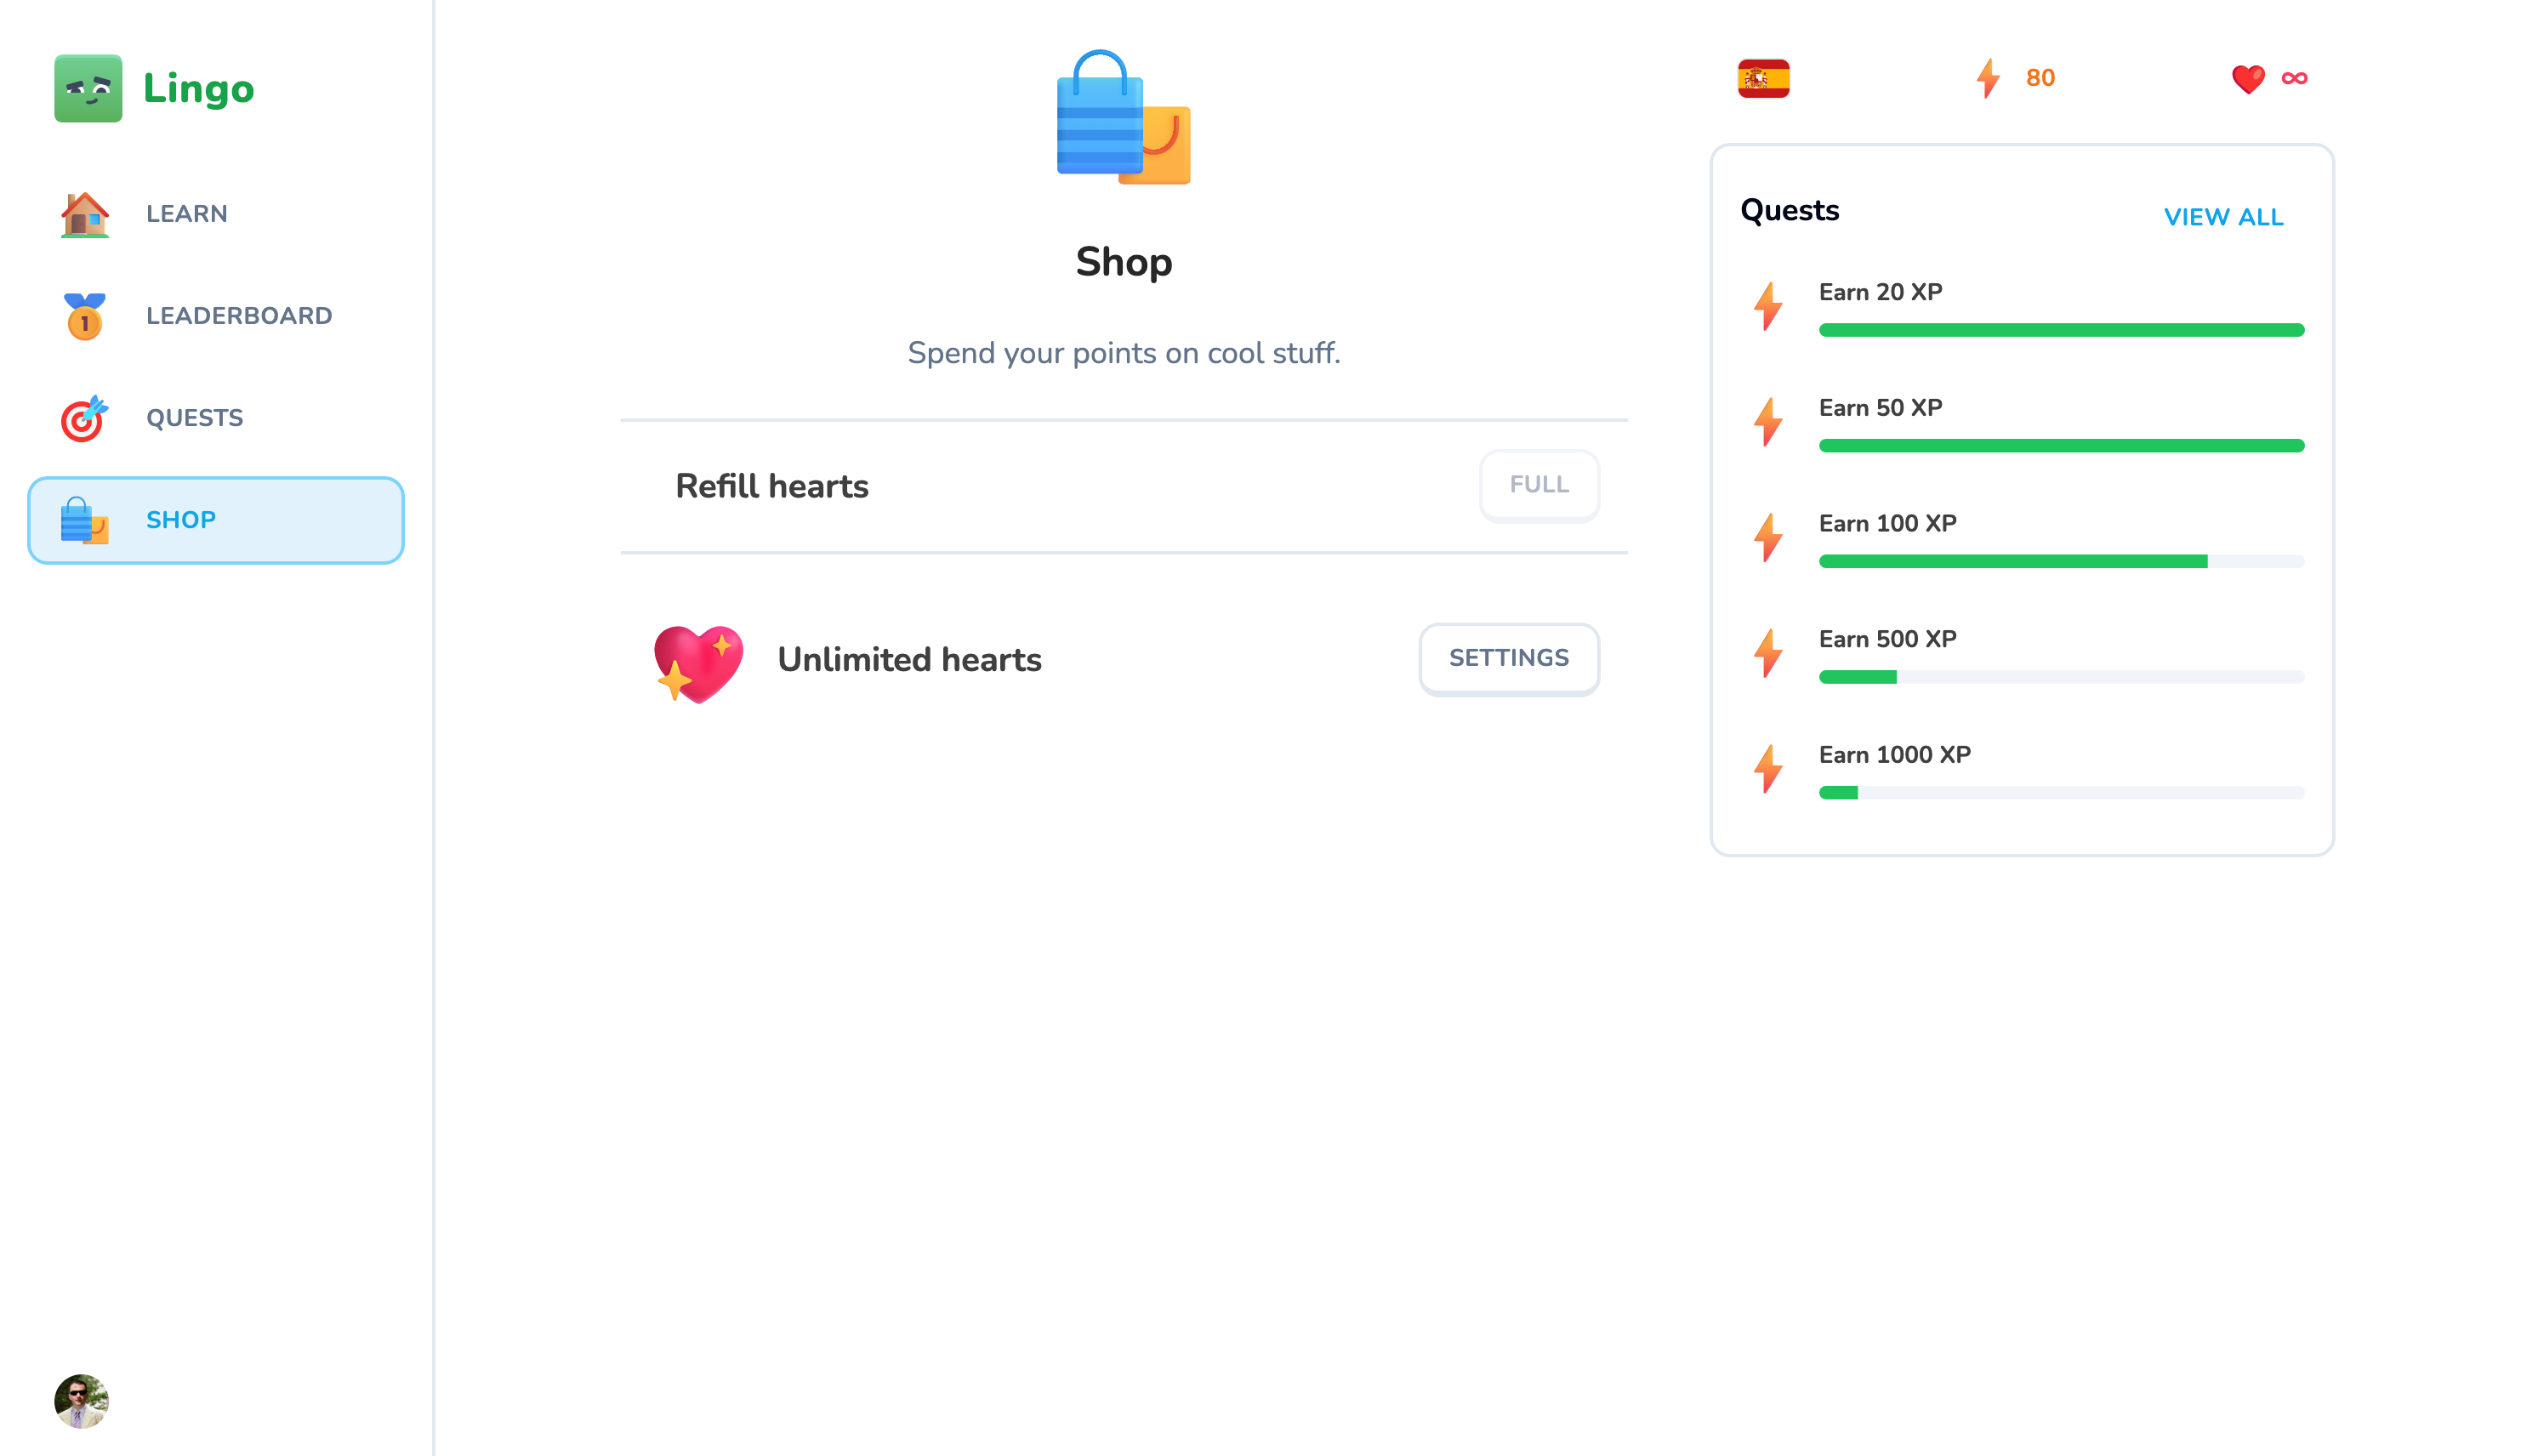 Lingo
LEARN
LEADERBOARD
QUESTS
SHOP
Shop
Spend your points on cool stuff.
Refill hearts
FULL
Unlimited hearts
SETTINGS
80
∞
Quests
VIEW ALL
Earn 20 XP
Earn 50 XP
Earn 100 XP
Earn 500 XP
Earn 1000 XP